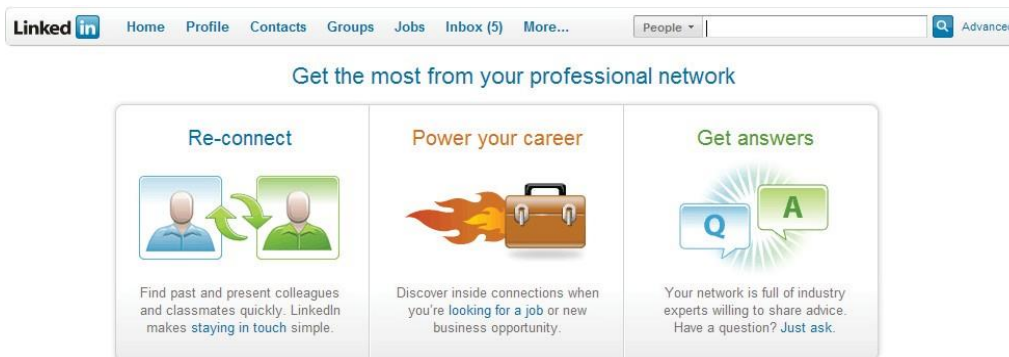 Linked in Home Profile Contacts Groups Jobs Inbox (5) More... People Advanced
Get the most from your professional network
Re-connect Power your career Get answers
Q A
Find past and present colleagues
and classmates quickly. LinkedIn
makes staying in touch simple.
Discover inside connections when
you're looking for a job or new
business opportunity.
Your network is full of industry
experts willing to share advice.
Have a question? Just ask.